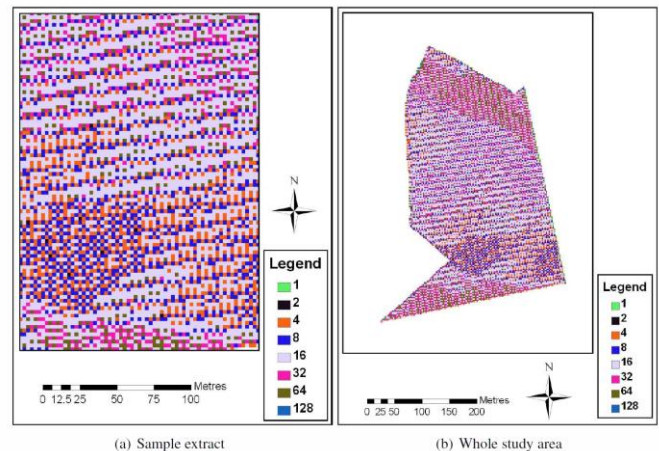 N
Legend
1
2
4
8
16
32
64
128
Metres
0 12.5 25 50 75 100
(a) Sample extract
Legend
1
2
4
8
16
32
64
128
Metres
0 25 50 100 150 200
N
(b) Whole study area